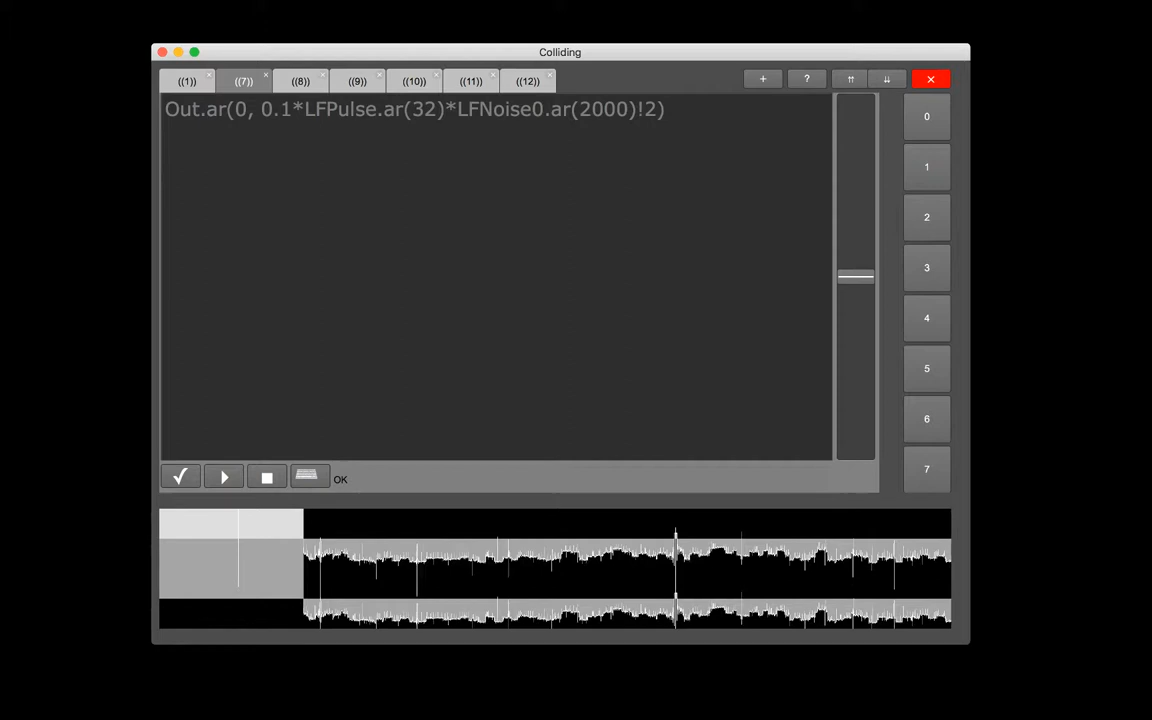 Colliding
((1)) ((7)) ((8)) ((9)) ((10)) ((11)) ((12)) + ?
Out.ar(0, 0.1*LFPulse.ar(32)*LFNoise0.ar(2000)!2)
0
1
2
3
4
5
6
7
OK